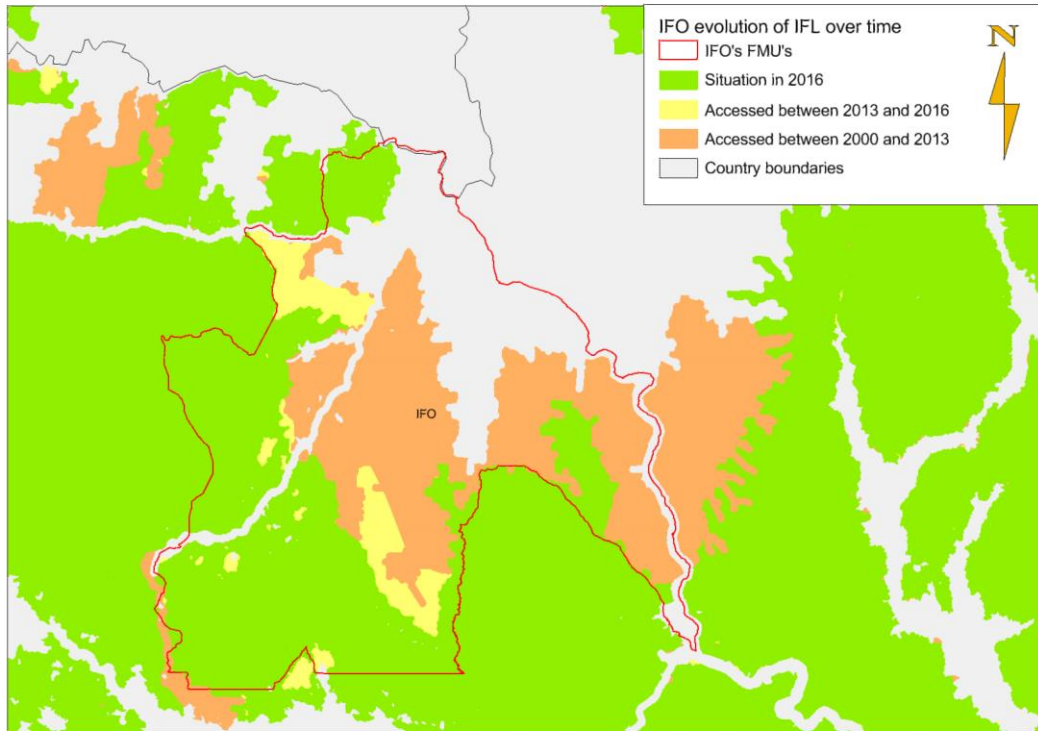 IFO evolution of IFL over time
IFO's FMU's
Situation in 2016
Accessed between 2013 and 2016
Accessed between 2000 and 2013
Country boundaries
N
IFO